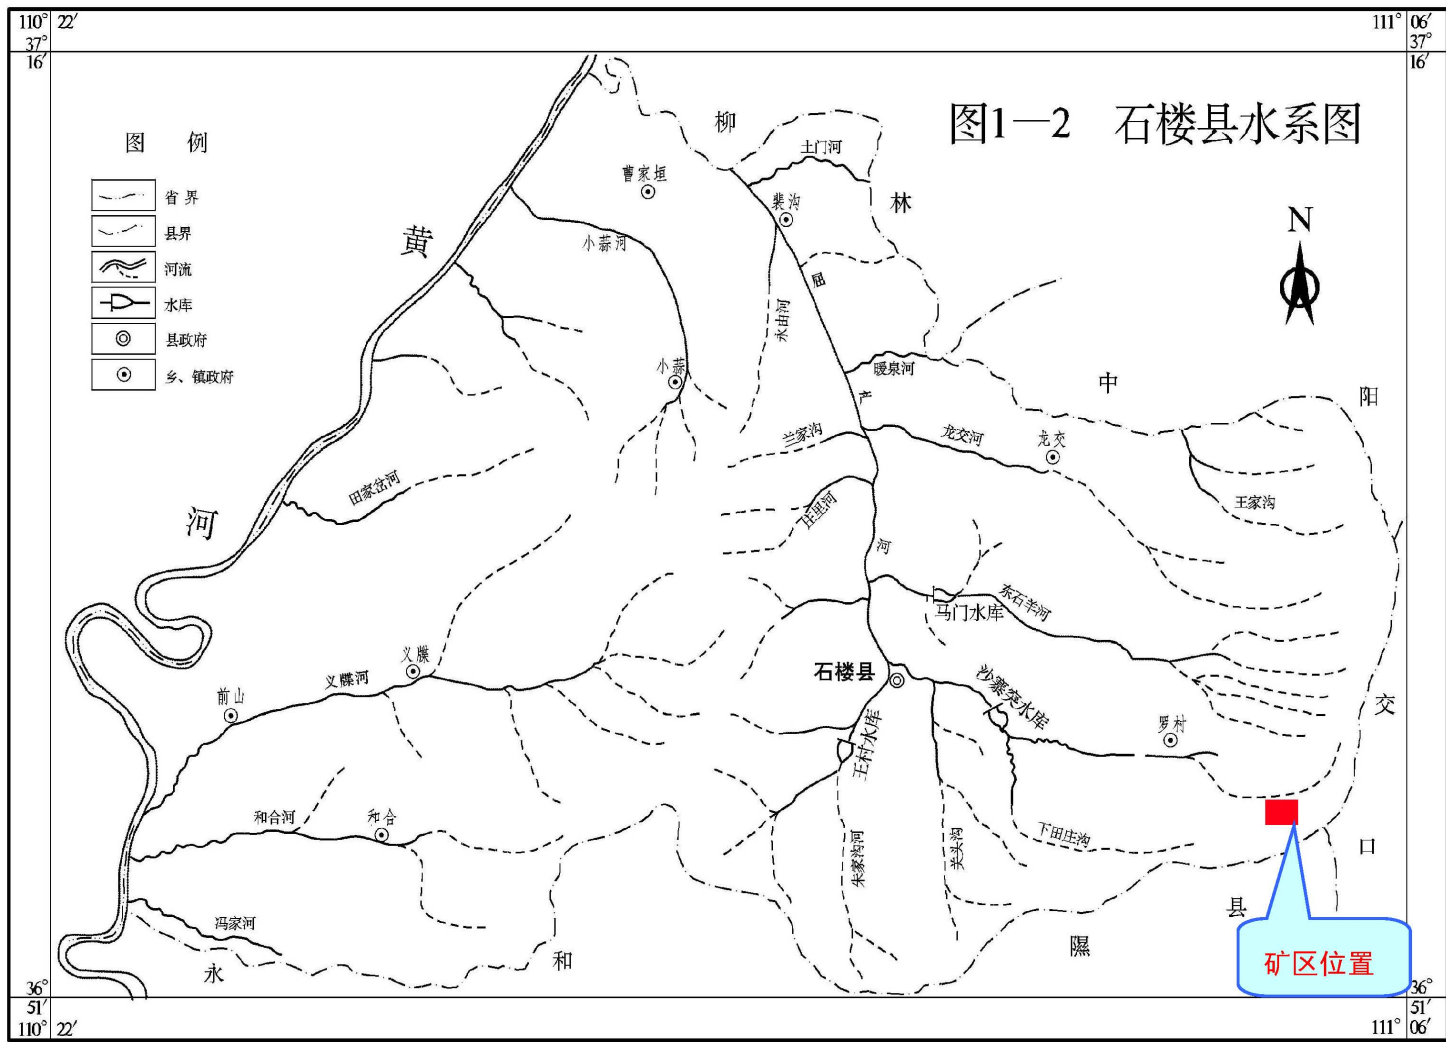 110° 22′
37°
16′
111° 06′
37°
16′
图1—2 石楼县水系图
图 例
省 界
县界
河流
水库
县政府
乡、镇政府
N
柳
林
中
阳
交
口
县
隰
和
永
黄
河
土门河
曹家垣
裴沟
小蒜河
屈
永由河
小蒜
暖泉河
产
兰家沟
龙交河
龙交
王家沟
田家岔河
庄里河
河
东石羊河
马门水库
石楼县
沙寨突水库
罗村
义牒
义牒河
前山
王村水库
和合河
和合
朱家沟河
关头沟
下田庄沟
冯家河
矿区位置
36°
51′
110° 22′
36°
51′
111° 06′